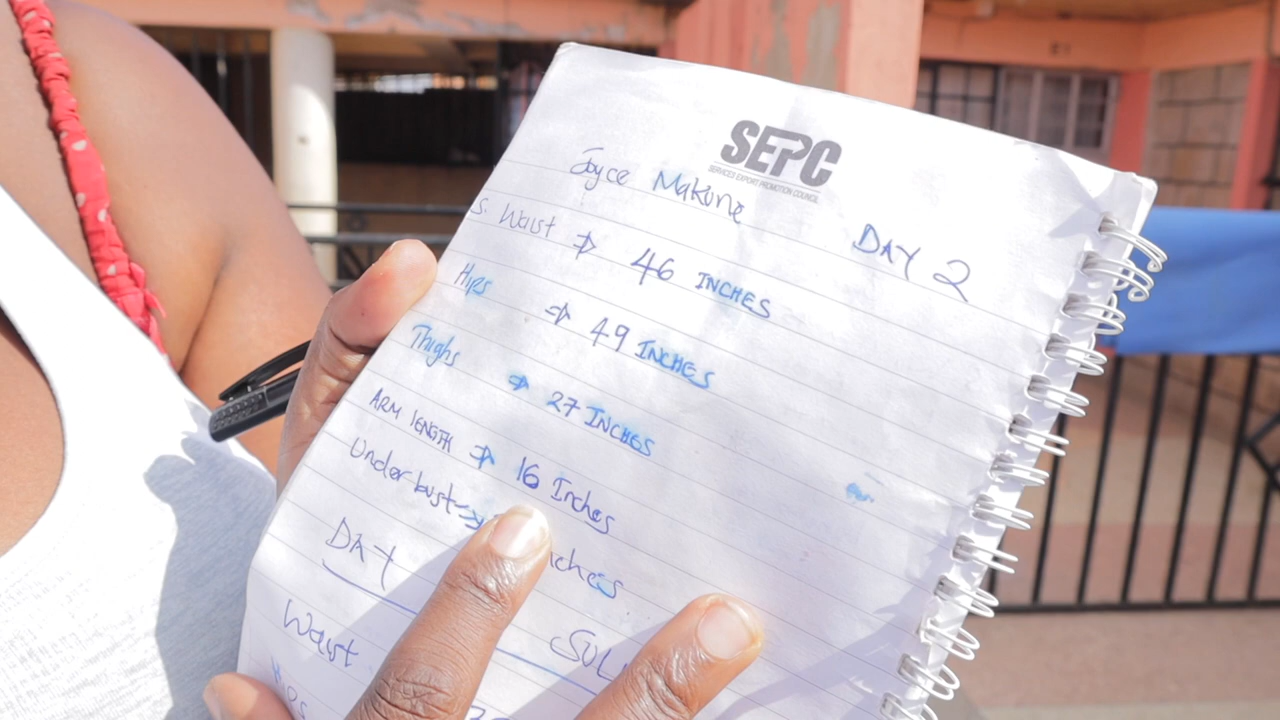 SEPC
SERVICES EXPORT PROMOTION COUNCIL
Joyce Makune DAY 2
S. Waist ⇒ 46 INCHES
Hips ⇒ 49 INCHES
Thighs ⇒ 27 INCHES
ARM LENGTH ⇒ 16 Inches
Under bust ⇒
DAY
Waist